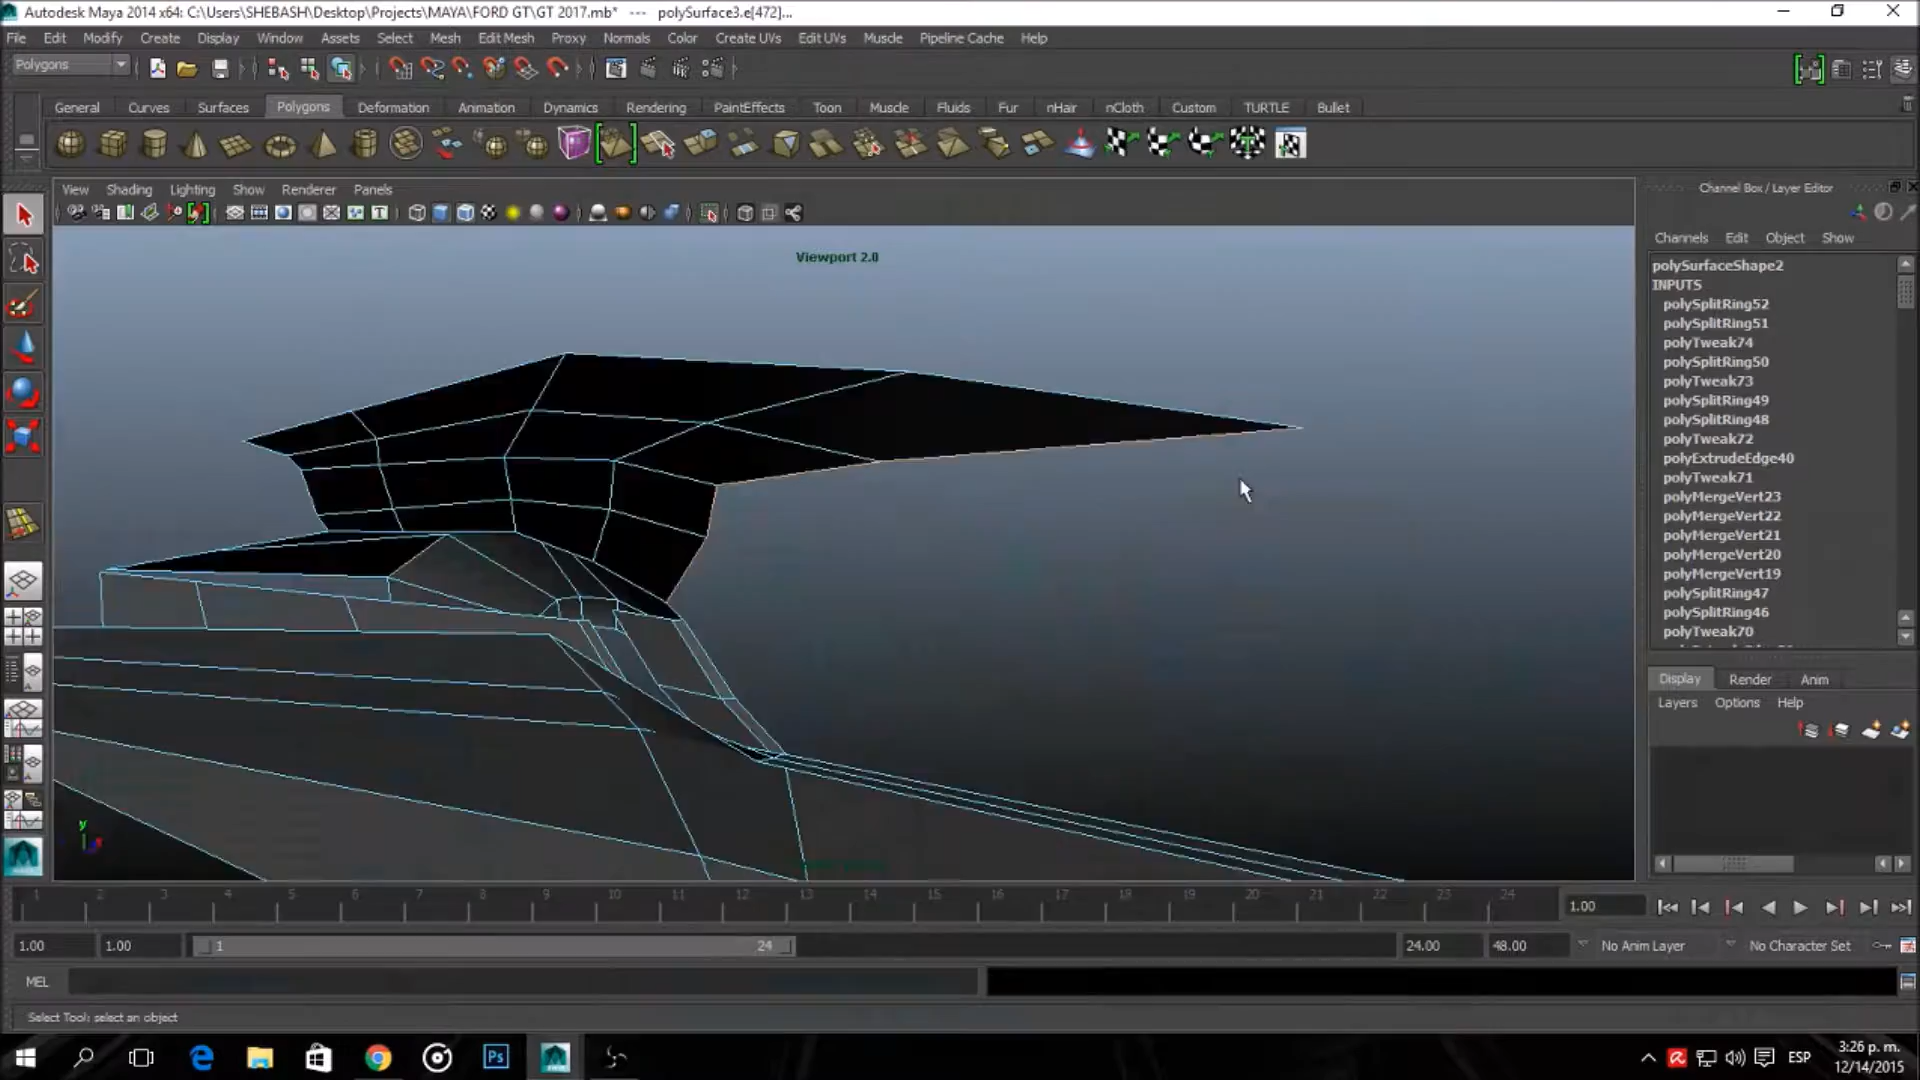 Autodesk Maya 2014 x64: C:\Users\SHEBASH\Desktop\Projects\MAYA\FORD GT\GT 2017.mb* --- polySurface3.e[472]...
File Edit Modify Create Display Window Assets Select Mesh Edit Mesh Proxy Normals Color Create UVs Edit UVs Muscle Pipeline Cache Help
Polygons
General Curves Surfaces Polygons Deformation Animation Dynamics Rendering PaintEffects Toon Muscle Fluids Fur nHair nCloth Custom TURTLE Bullet
View Shading Lighting Show Renderer Panels
Channel Box / Layer Editor
Channels Edit Object Show
Viewport 2.0
polySurfaceShape2
INPUTS
polySplitRing52
polySplitRing51
polyTweak74
polySplitRing50
polyTweak73
polySplitRing49
polySplitRing48
polyTweak72
polyExtrudeEdge40
polyTweak71
polyMergeVert23
polyMergeVert22
polyMergeVert21
polyMergeVert20
polyMergeVert19
polySplitRing47
polySplitRing46
polyTweak70
Display Render Anim
Layers Options Help
y
1 2 3 4 5 6 7 8 9 10 11 12 13 14 15 16 17 18 19 20 21 22 23 24
1.00
1.00 1.00 1 24 24.00 48.00 No Anim Layer No Character Set
MEL
Select Tool: select an object
Ps
ESP
3:26 p. m.
12/14/2015